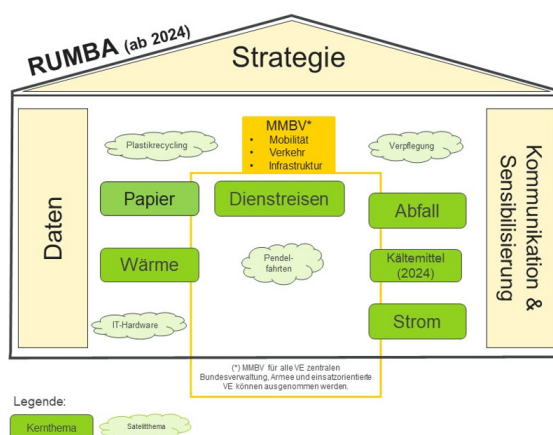 RUMBA (ab 2024)
Strategie
Daten
Plastikrecycling
MMBV*
• Mobilität
• Verkehr
• Infrastruktur
Verpflegung
Papier
Dienstreisen
Abfall
Wärme
Pendel-
fahrten
Kältemittel
(2024)
IT-Hardware
Strom
Kommunikation &
Sensibilisierung
(*) MMBV für alle VE zentralen
Bundesverwaltung, Armee und einsatzorientierte
VE können ausgenommen werden.
Legende:
Kernthema
Satelitthema